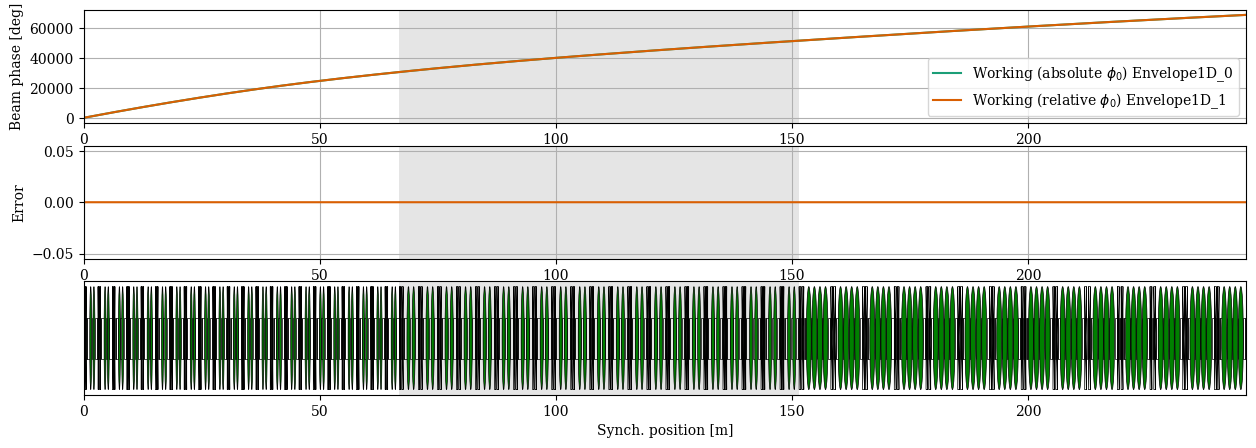 Beam phase [deg]
60000
40000
20000
0
Working (absolute ϕ0) Envelope1D_0
Working (relative ϕ0) Envelope1D_1
0 50 100 150 200
Error
0.05
0.00
−0.05
0 50 100 150 200
0 50 100 150 200
Synch. position [m]